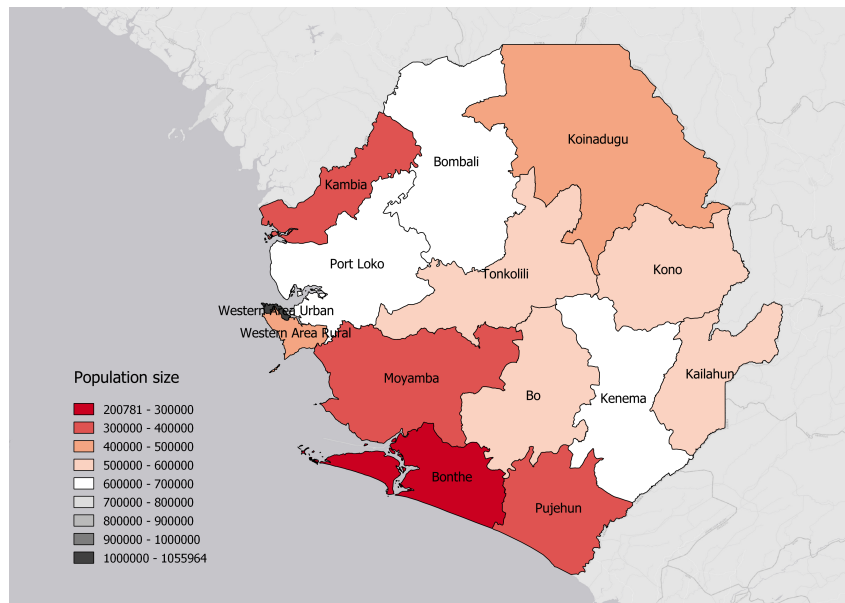 Koinadugu
Bombali
Kambia
Port Loko
Kono
Tonkolili
Western Area Urban
Western Area Rural
Kailahun
Moyamba
Bo
Kenema
Bonthe
Pujehun
Population size
200781 - 300000
300000 - 400000
400000 - 500000
500000 - 600000
600000 - 700000
700000 - 800000
800000 - 900000
900000 - 1000000
1000000 - 1055964